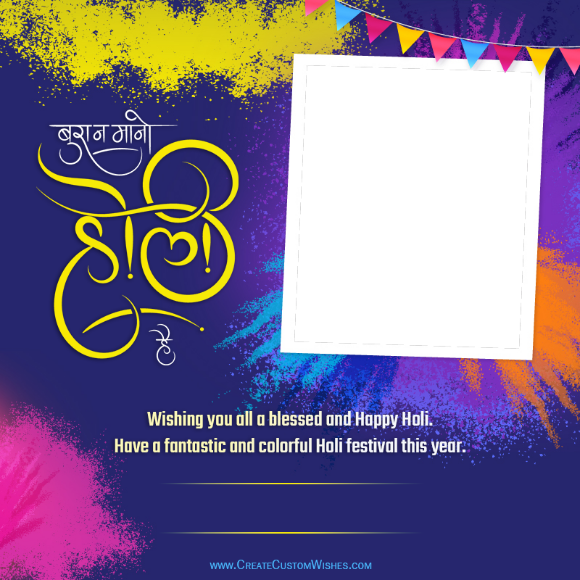 बुरा न मानो
होली
है
Wishing you all a blessed and Happy Holi.
Have a fantastic and colorful Holi festival this year.
www.CreateCustomWishes.com